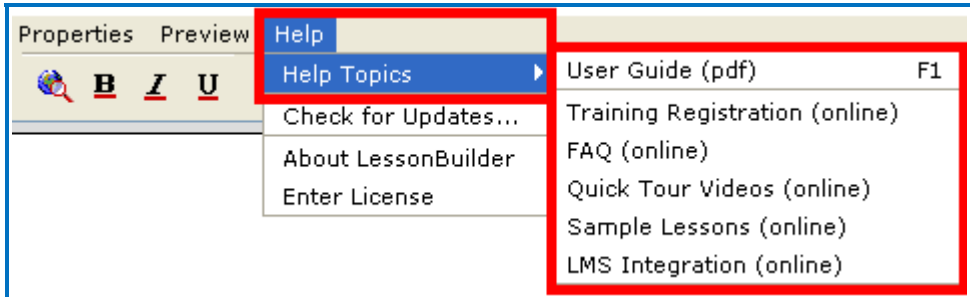 Properties Preview Help
B I U
Help Topics
Check for Updates...
About LessonBuilder
Enter License
User Guide (pdf) F1
Training Registration (online)
FAQ (online)
Quick Tour Videos (online)
Sample Lessons (online)
LMS Integration (online)